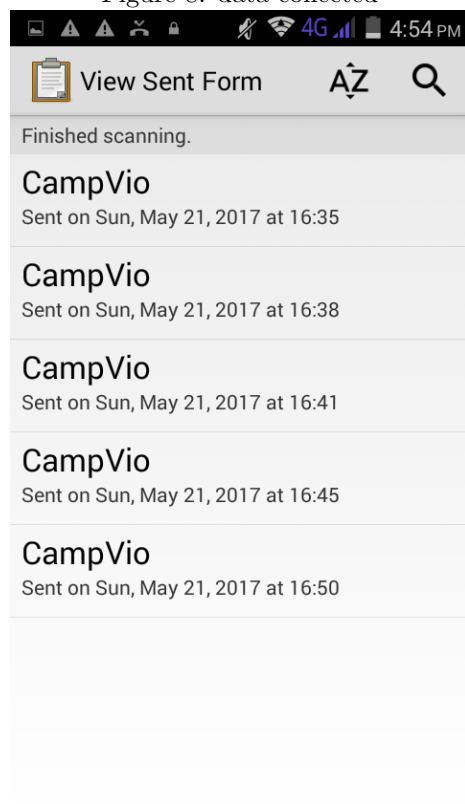 Figure 8: data collected
4G 4:54 PM
View Sent Form AZ
Finished scanning.
CampVio
Sent on Sun, May 21, 2017 at 16:35
CampVio
Sent on Sun, May 21, 2017 at 16:38
CampVio
Sent on Sun, May 21, 2017 at 16:41
CampVio
Sent on Sun, May 21, 2017 at 16:45
CampVio
Sent on Sun, May 21, 2017 at 16:50